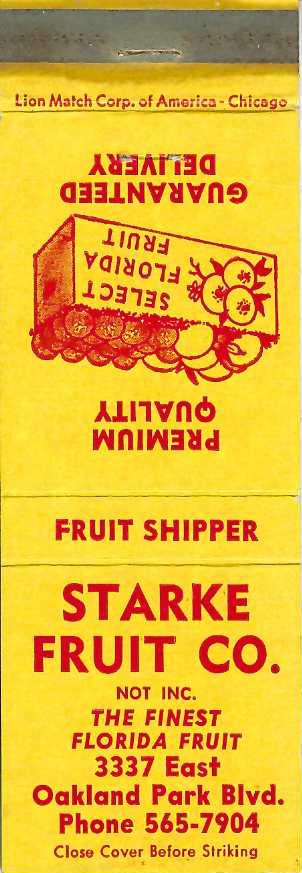 Lion Match Corp. of America - Chicago
PREMIUM
QUALITY
SELECT
FLORIDA
FRUIT
GUARANTEED
DELIVERY
FRUIT SHIPPER
STARKE
FRUIT CO.
NOT INC.
THE FINEST
FLORIDA FRUIT
3337 East
Oakland Park Blvd.
Phone 565-7904
Close Cover Before Striking